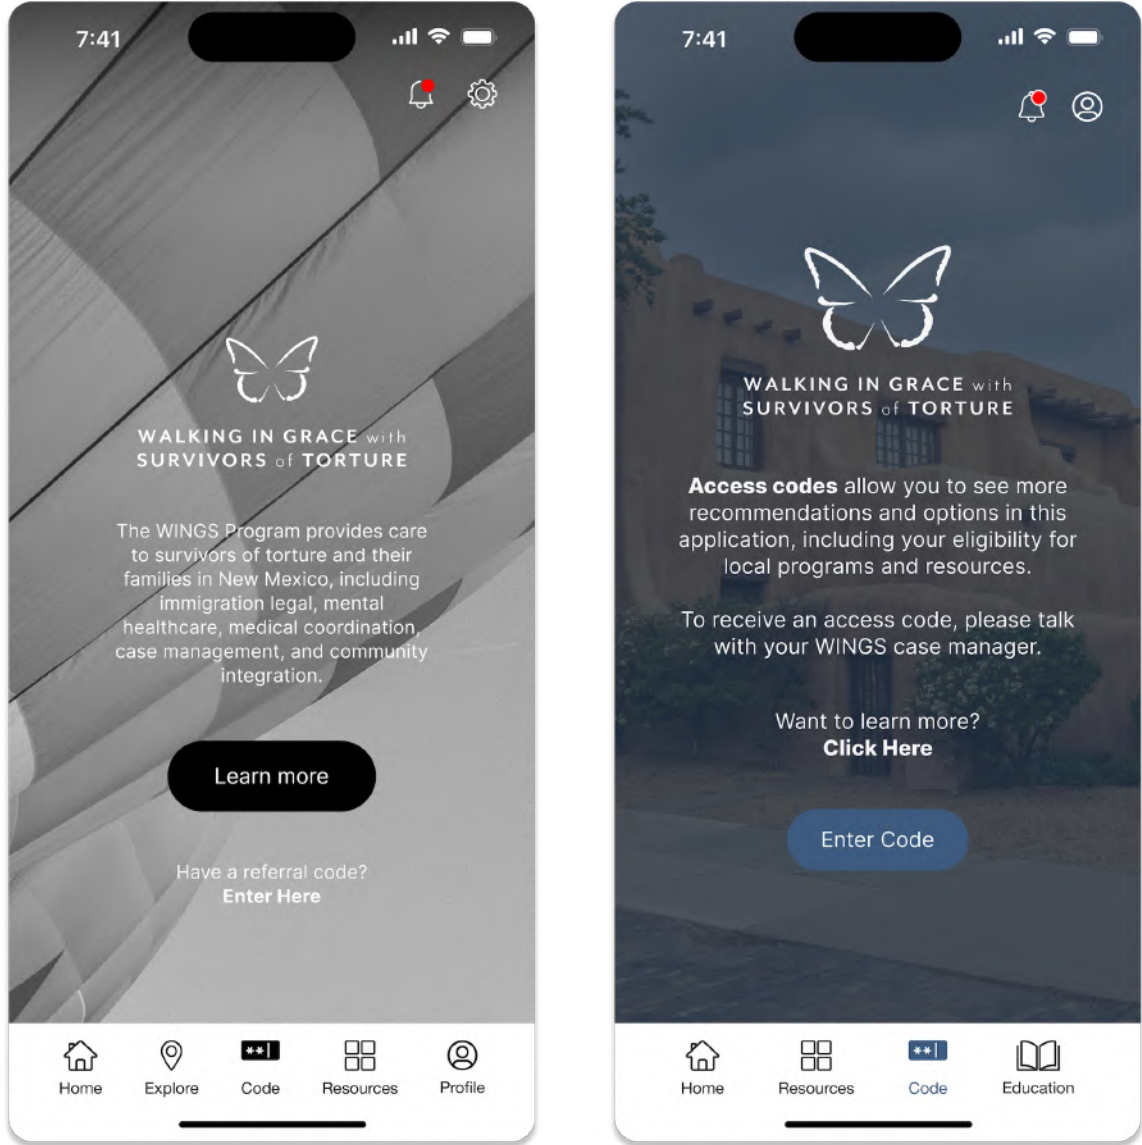 7:41
WALKING IN GRACE with
SURVIVORS of TORTURE
The WINGS Program provides care
to survivors of torture and their
families in New Mexico, including
immigration legal, mental
healthcare, medical coordination,
case management, and community
integration.
Learn more
Have a referral code?
Enter Here
**|
Home Explore Code Resources Profile
7:41
WALKING IN GRACE with
SURVIVORS of TORTURE
Access codes allow you to see more
recommendations and options in this
application, including your eligibility for
local programs and resources.
To receive an access code, please talk
with your WINGS case manager.
Want to learn more?
Click Here
Enter Code
**|
Home Resources Code Education